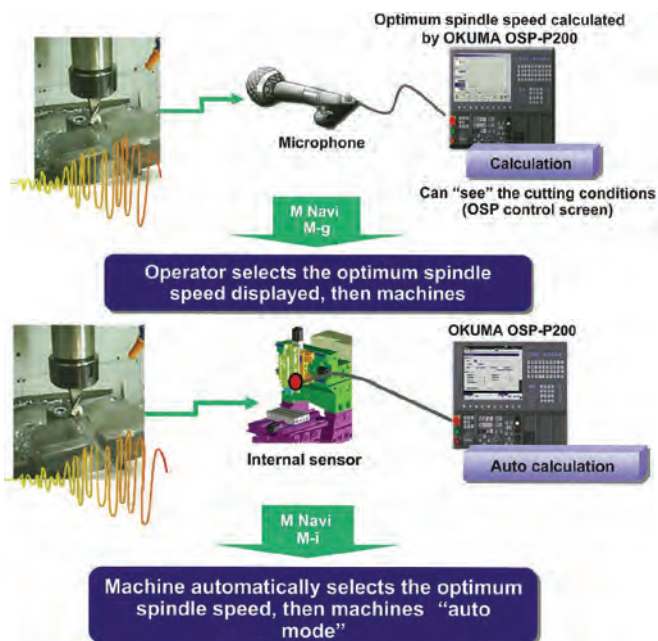 Optimum spindle speed calculated
by OKUMA OSP-P200
Microphone
Calculation
Can “see” the cutting conditions
(OSP control screen)
M Navi
M-g
Operator selects the optimum spindle
speed displayed, then machines
OKUMA OSP-P200
Internal sensor
Auto calculation
M Navi
M-i
Machine automatically selects the optimum
spindle speed, then machines “auto
mode”